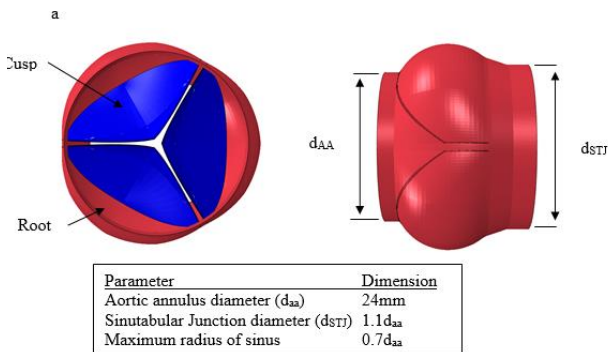 a
Cusp
Root
dAA
dSTJ
Parameter Dimension
Aortic annulus diameter (daa) 24mm
Sinutabular Junction diameter (dSTJ) 1.1daa
Maximum radius of sinus 0.7daa